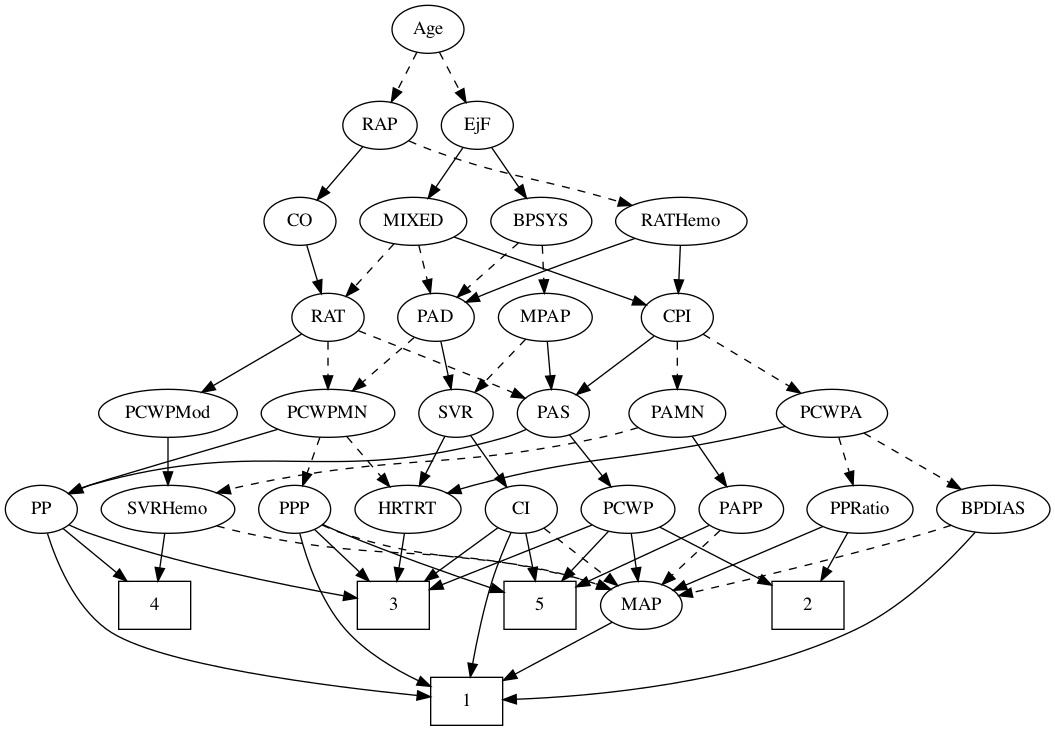 Age
RAP
EjF
CO
MIXED
BPSYS
RATHemo
RAT
PAD
MPAP
CPI
PCWPMod
PCWPMN
SVR
PAS
PAMN
PCWPA
PP
SVRHemo
PPP
HRTRT
CI
PCWP
PAPP
PPRatio
BPDIAS
4
3
5
MAP
2
1